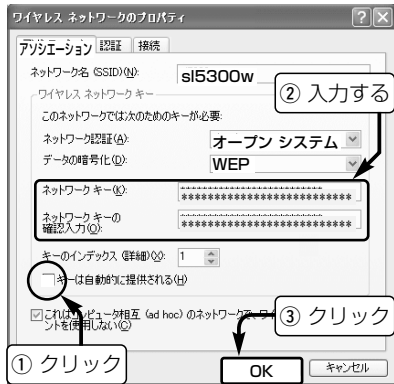 ワイヤレス ネットワークのプロパティ
アソシエーション 認証 接続
ネットワーク名 (SSID)(N): sl5300w
ワイヤレス ネットワーク キー
② 入力する
このネットワークでは次のためのキーが必要:
ネットワーク認証(A): オープン システム
データの暗号化(D): WEP
ネットワーク キー(K): **************************
ネットワーク キーの
確認入力(O): **************************
キーのインデックス (詳細)(X): 1
キーは自動的に提供される(H)
これはコンピュータ相互 (ad hoc) のネットワークで、ワイ
ントを使用しない(C)
③ クリック
① クリック
OK キャンセル